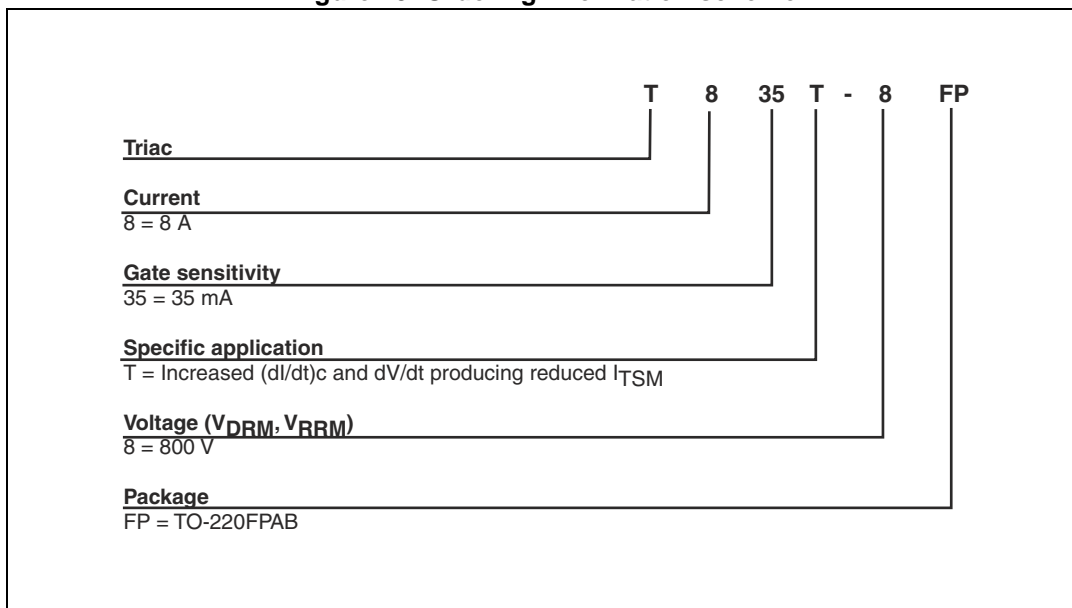 T 8 35 T - 8 FP
Triac
Current
8 = 8 A
Gate sensitivity
35 = 35 mA
Specific application
T = Increased (dI/dt)c and dV/dt producing reduced ITSM
Voltage (VDRM, VRRM)
8 = 800 V
Package
FP = TO-220FPAB